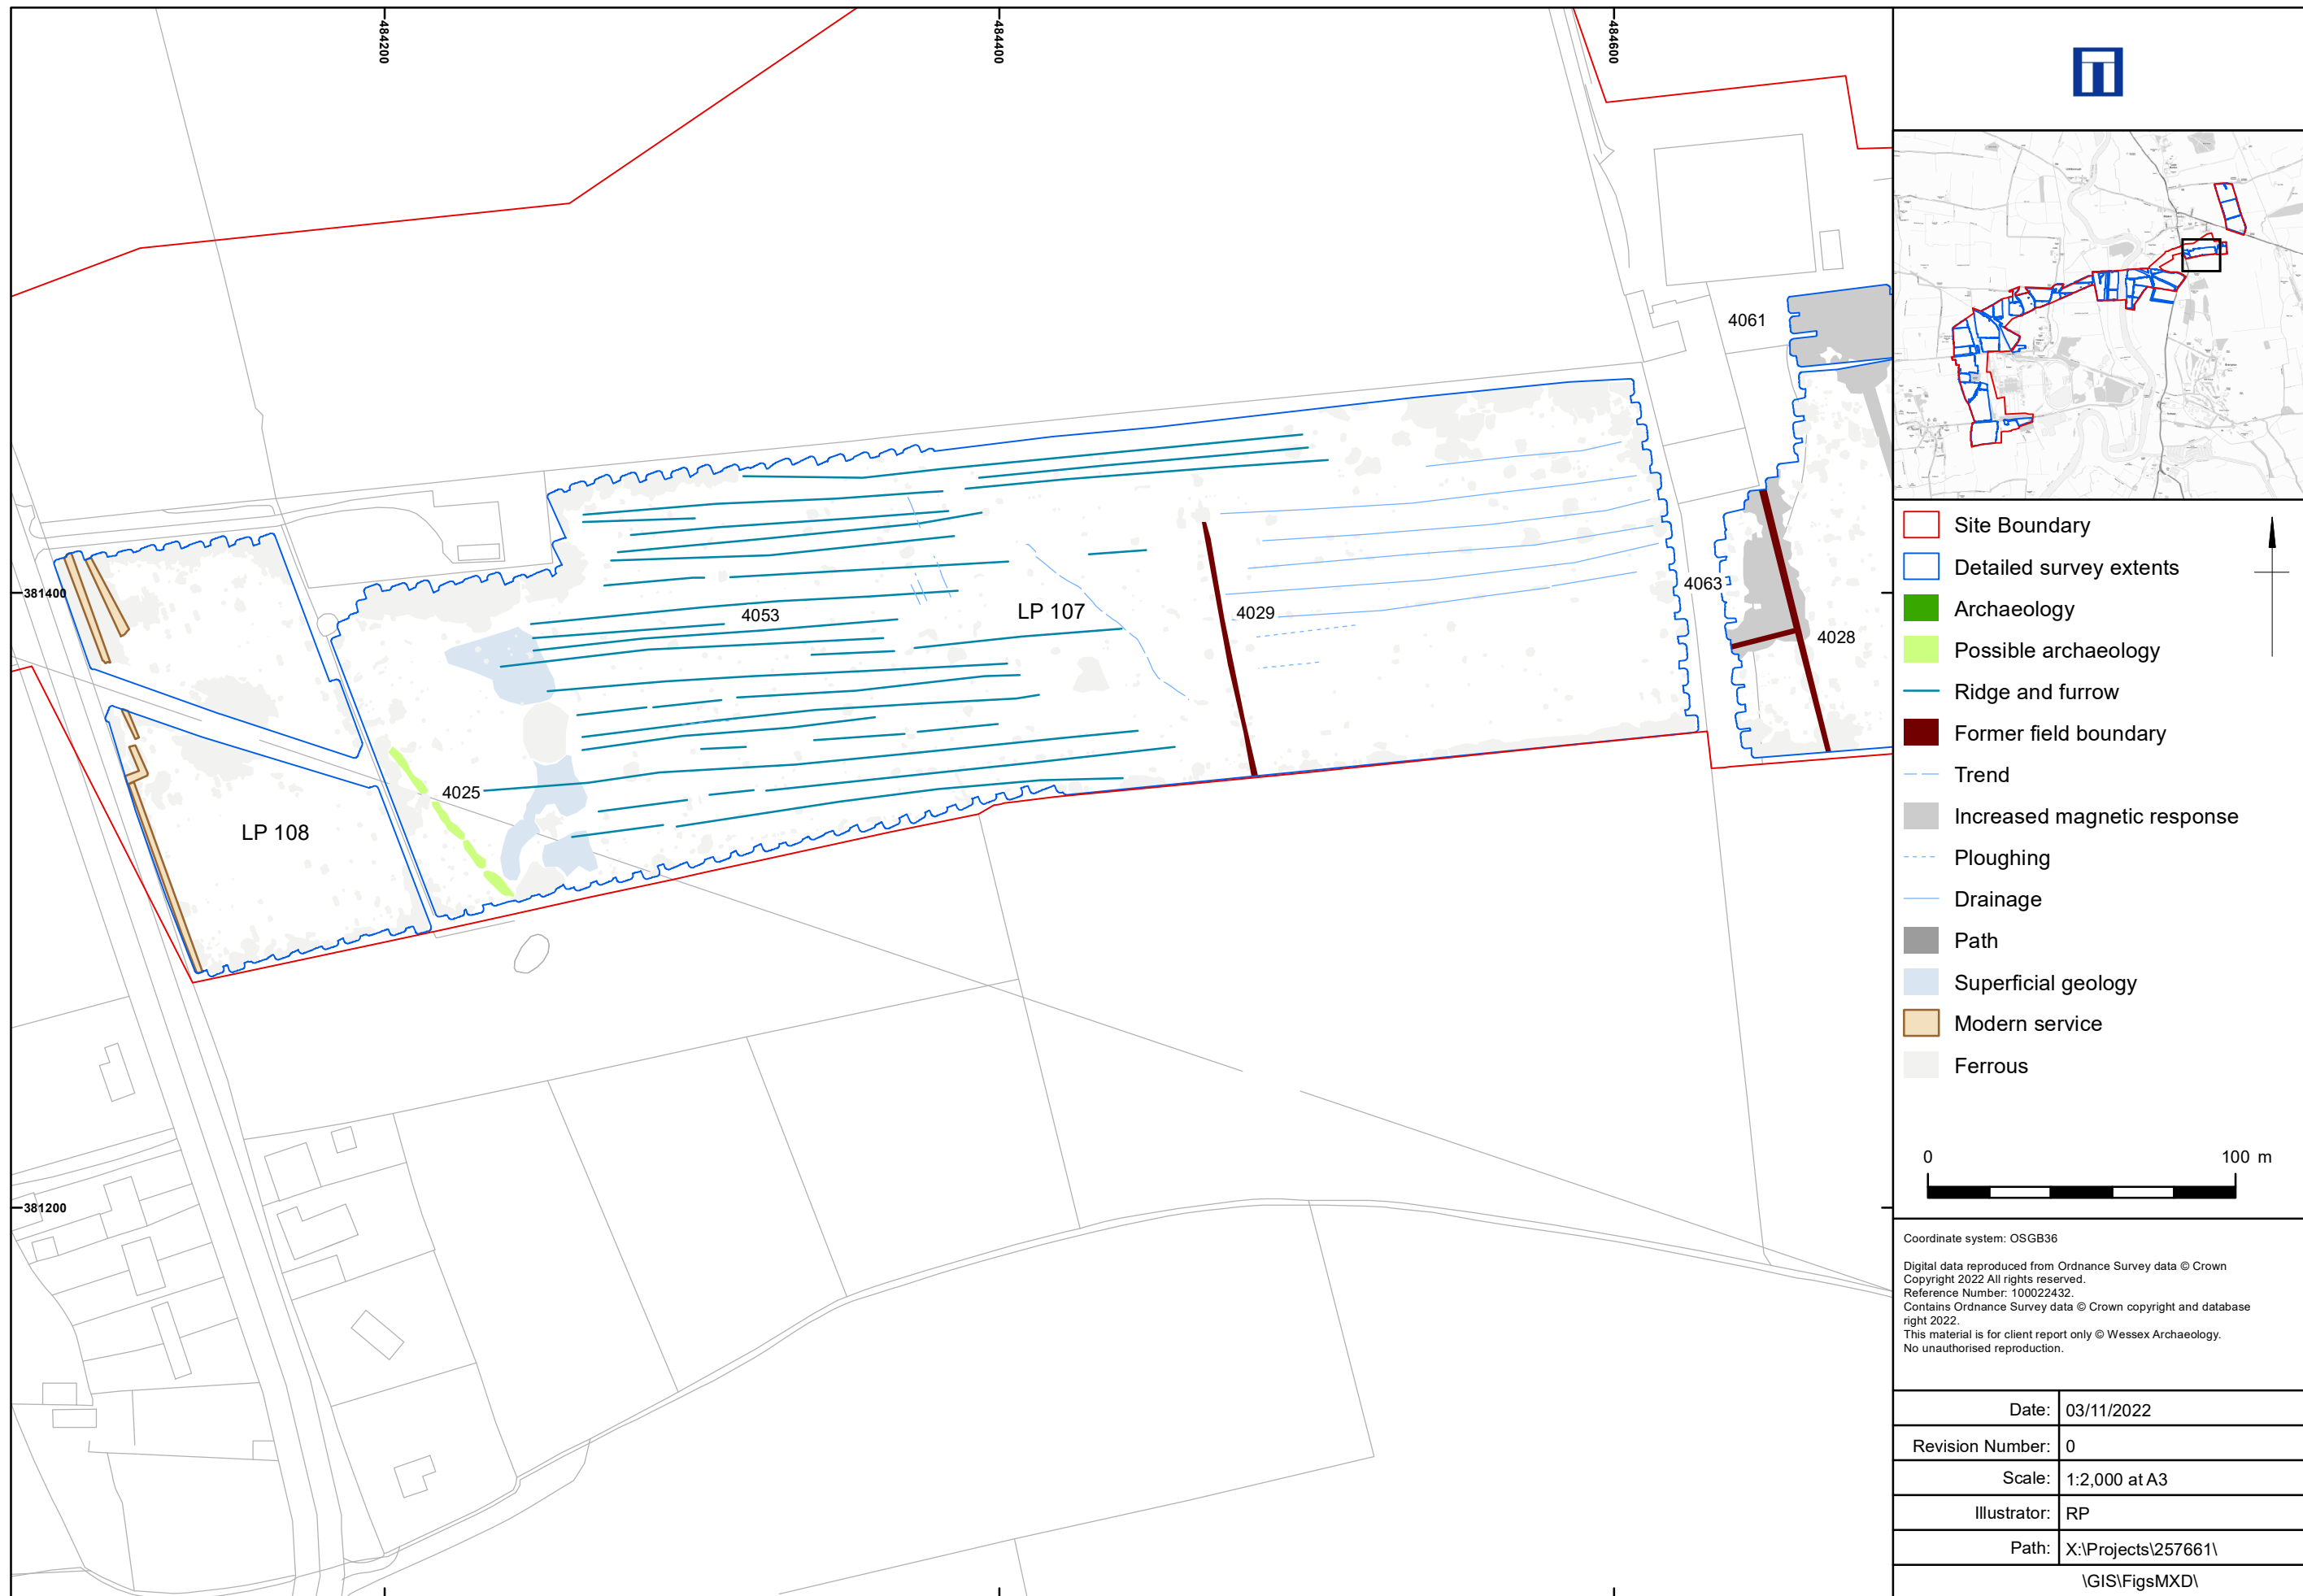 484200
484400
484600
4061
381400
4063
4053
LP 107
4029
4028
4025
LP 108
381200
Site Boundary
Detailed survey extents
Archaeology
Possible archaeology
Ridge and furrow
Former field boundary
Trend
Increased magnetic response
Ploughing
Drainage
Path
Superficial geology
Modern service
Ferrous
0 100 m
Coordinate system: OSGB36
Digital data reproduced from Ordnance Survey data © Crown
Copyright 2022 All rights reserved.
Reference Number: 100022432.
Contains Ordnance Survey data © Crown copyright and database
right 2022.
This material is for client report only © Wessex Archaeology.
No unauthorised reproduction.
Date: 03/11/2022
Revision Number: 0
Scale: 1:2,000 at A3
Illustrator: RP
Path: X:\Projects\257661\
\GIS\FigsMXD\